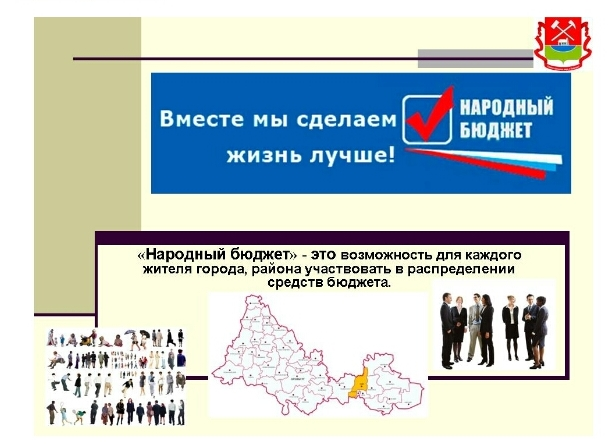 Вместе мы сделаем
жизнь лучше!
НАРОДНЫЙ
БЮДЖЕТ
«Народный бюджет» - это возможность для каждого
жителя города, района участвовать в распределении
средств бюджета.